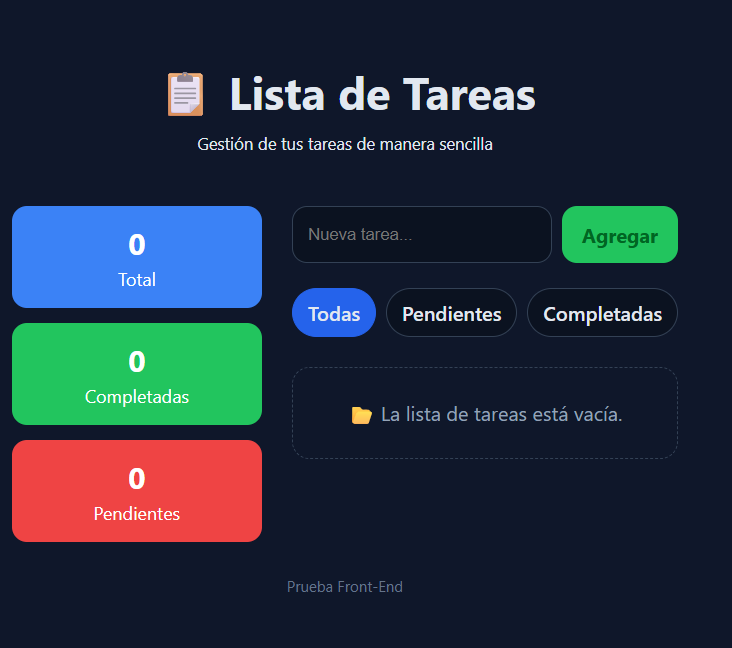 Lista de Tareas
Gestión de tus tareas de manera sencilla
0
Total
0
Completadas
0
Pendientes
Nueva tarea...
Agregar
Todas
Pendientes
Completadas
La lista de tareas está vacía.
Prueba Front-End